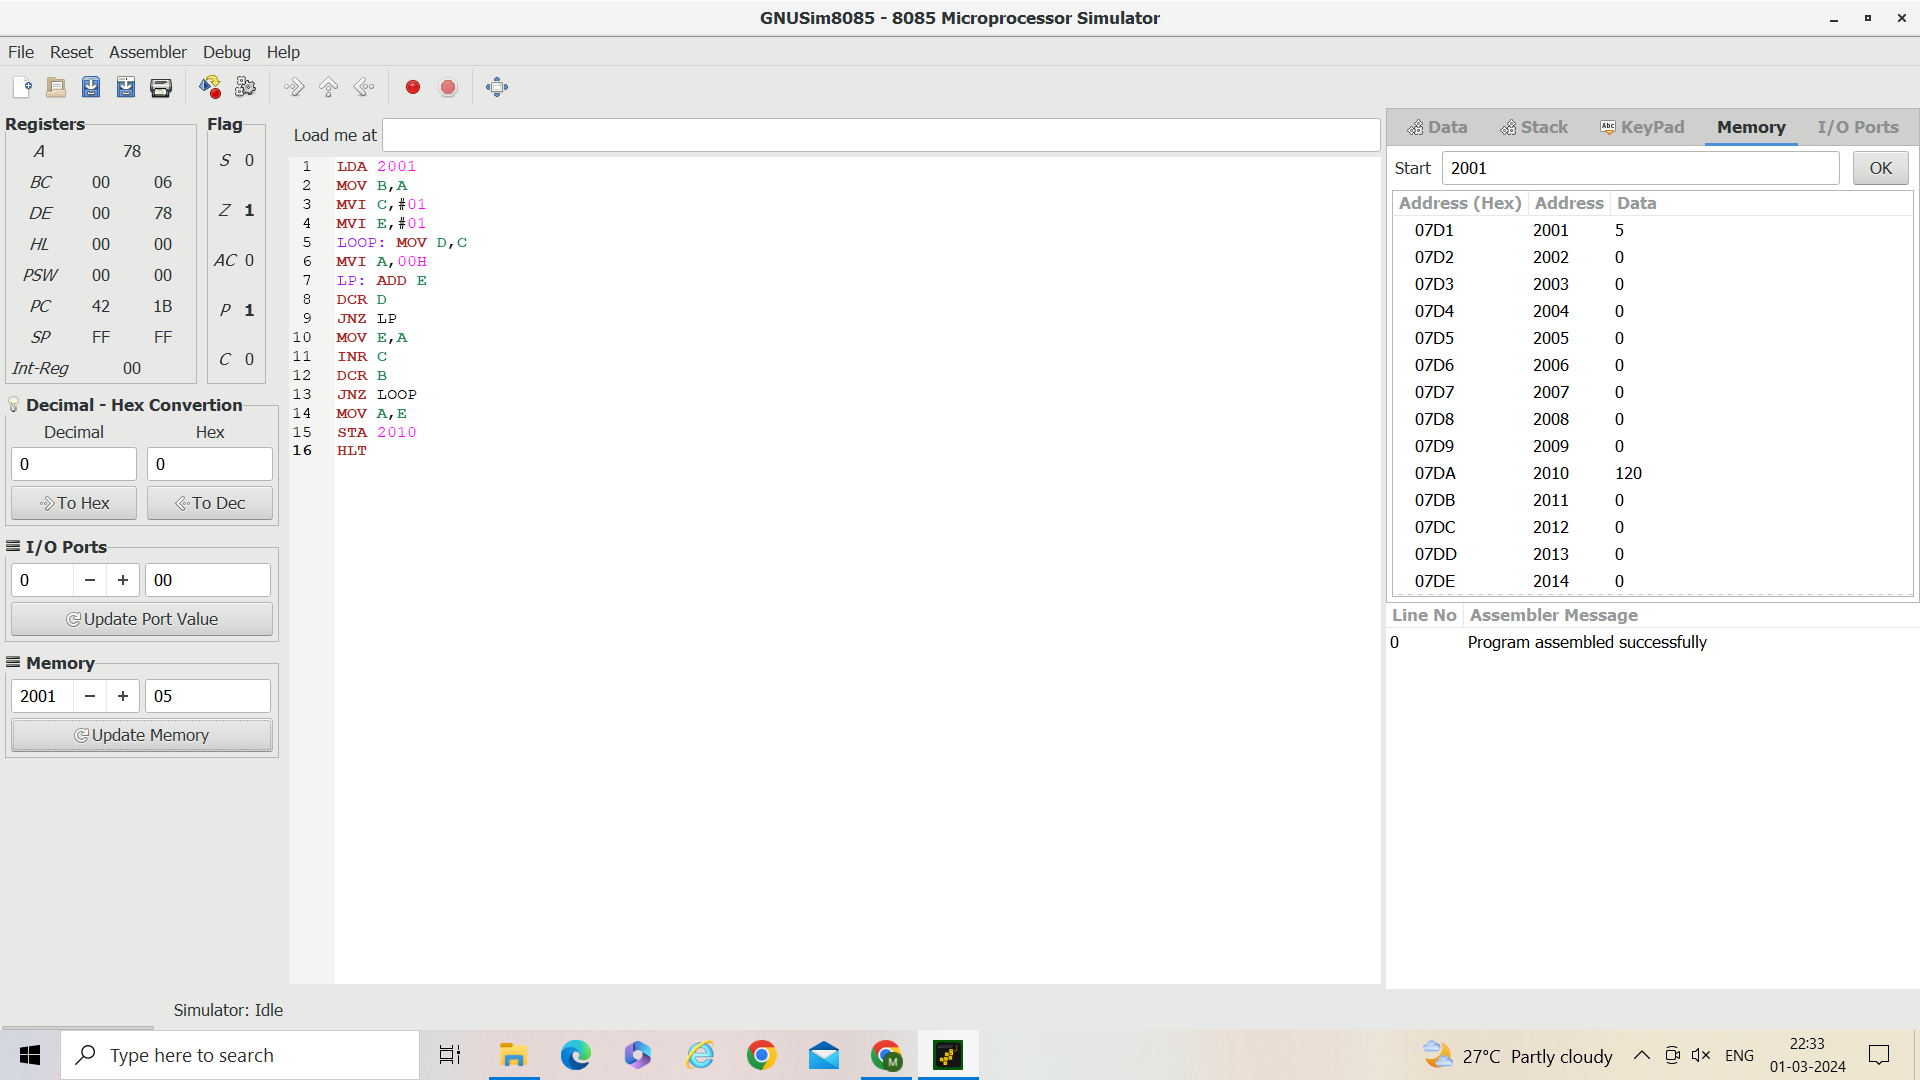 GNUSim8085 - 8085 Microprocessor Simulator
File Reset Assembler Debug Help
Registers
A 78
BC 00 06
DE 00 78
HL 00 00
PSW 00 00
PC 42 1B
SP FF FF
Int-Reg 00
Flag
S 0
Z 1
AC 0
P 1
C 0
Decimal - Hex Convertion
Decimal Hex
0 0
To Hex To Dec
I/O Ports
0 − + 00
Update Port Value
Memory
2001 − + 05
Update Memory
Load me at
1 LDA 2001
2 MOV B,A
3 MVI C,#01
4 MVI E,#01
5 LOOP: MOV D,C
6 MVI A,00H
7 LP: ADD E
8 DCR D
9 JNZ LP
10 MOV E,A
11 INR C
12 DCR B
13 JNZ LOOP
14 MOV A,E
15 STA 2010
16 HLT
Data Stack Abc KeyPad Memory I/O Ports
Start 2001 OK
Address (Hex) Address Data
07D1 2001 5
07D2 2002 0
07D3 2003 0
07D4 2004 0
07D5 2005 0
07D6 2006 0
07D7 2007 0
07D8 2008 0
07D9 2009 0
07DA 2010 120
07DB 2011 0
07DC 2012 0
07DD 2013 0
07DE 2014 0
Line No Assembler Message
0 Program assembled successfully
Simulator: Idle
Type here to search
M
27°C Partly cloudy
ENG
22:33
01-03-2024